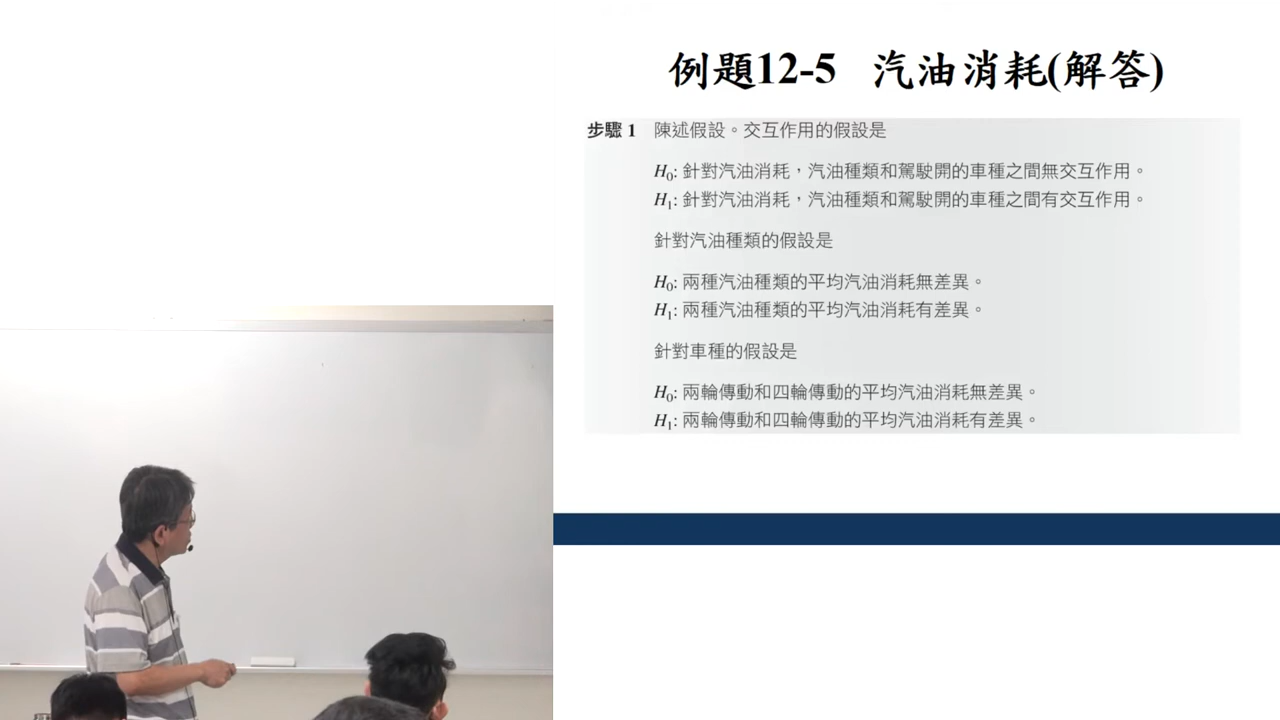 例題12-5 汽油消耗(解答)
步驟 1 陳述假設。交互作用的假設是
H₀: 針對汽油消耗，汽油種類和駕駛開的車種之間無交互作用。
H₁: 針對汽油消耗，汽油種類和駕駛開的車種之間有交互作用。
針對汽油種類的假設是
H₀: 兩種汽油種類的平均汽油消耗無差異。
H₁: 兩種汽油種類的平均汽油消耗有差異。
針對車種的假設是
H₀: 兩輪傳動和四輪傳動的平均汽油消耗無差異。
H₁: 兩輪傳動和四輪傳動的平均汽油消耗有差異。